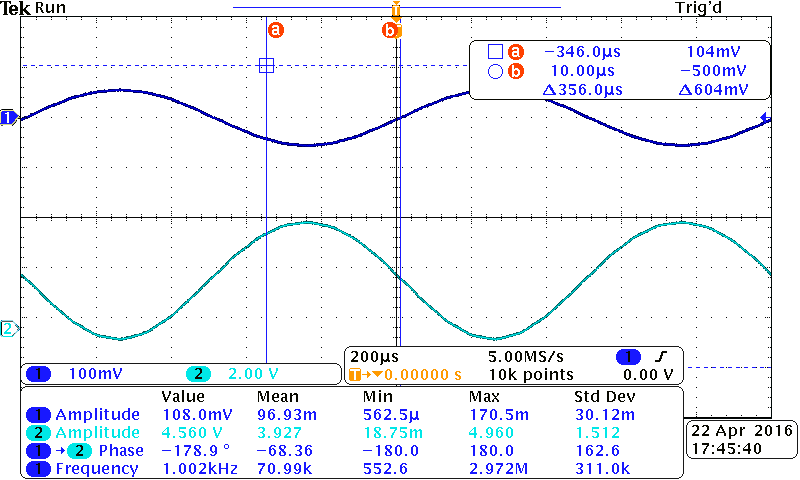 Tek Run Trig'd
T
a b
a −346.0µs 104mV
b 10.00µs −500mV
Δ356.0µs Δ604mV
1
2
1 100mV 2 2.00 V
200µs 5.00MS/s 1
T→▼0.00000 s 10k points 0.00 V
Value Mean Min Max Std Dev
1 Amplitude 108.0mV 96.93m 562.5µ 170.5m 30.12m
2 Amplitude 4.560 V 3.927 18.75m 4.960 1.512
1 → 2 Phase −178.9 ° −68.36 −180.0 180.0 162.6
1 Frequency 1.002kHz 70.99k 552.6 2.972M 311.0k
22 Apr 2016
17:45:40